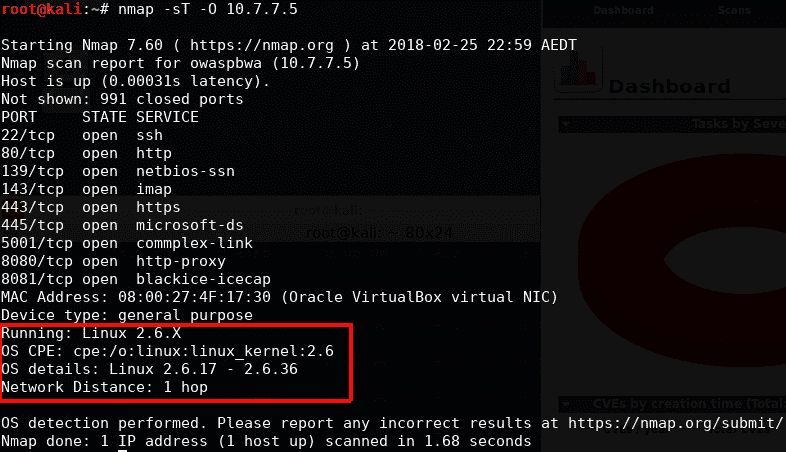 root@kali:~# nmap -sT -O 10.7.7.5
Dashboard Scans
Starting Nmap 7.60 ( https://nmap.org ) at 2018-02-25 22:59 AEDT
Nmap scan report for owaspbwa (10.7.7.5)
Host is up (0.00031s latency).
Dashboard
Not shown: 991 closed ports
PORT     STATE SERVICE
Tasks by Seve
22/tcp   open  ssh
80/tcp   open  http
139/tcp  open  netbios-ssn
143/tcp  open  imap
443/tcp  open  https
root@kali: ~
445/tcp  open  microsoft-ds
root@kali: ~ 80x24
5001/tcp open  commplex-link
8080/tcp open  http-proxy
8081/tcp open  blackice-icecap
MAC Address: 08:00:27:4F:17:30 (Oracle VirtualBox virtual NIC)
Device type: general purpose
Running: Linux 2.6.X
OS CPE: cpe:/o:linux:linux_kernel:2.6
OS details: Linux 2.6.17 - 2.6.36
Network Distance: 1 hop
CVEs by creation time (Total:
OS detection performed. Please report any incorrect results at https://nmap.org/submit/
Nmap done: 1 IP address (1 host up) scanned in 1.68 seconds